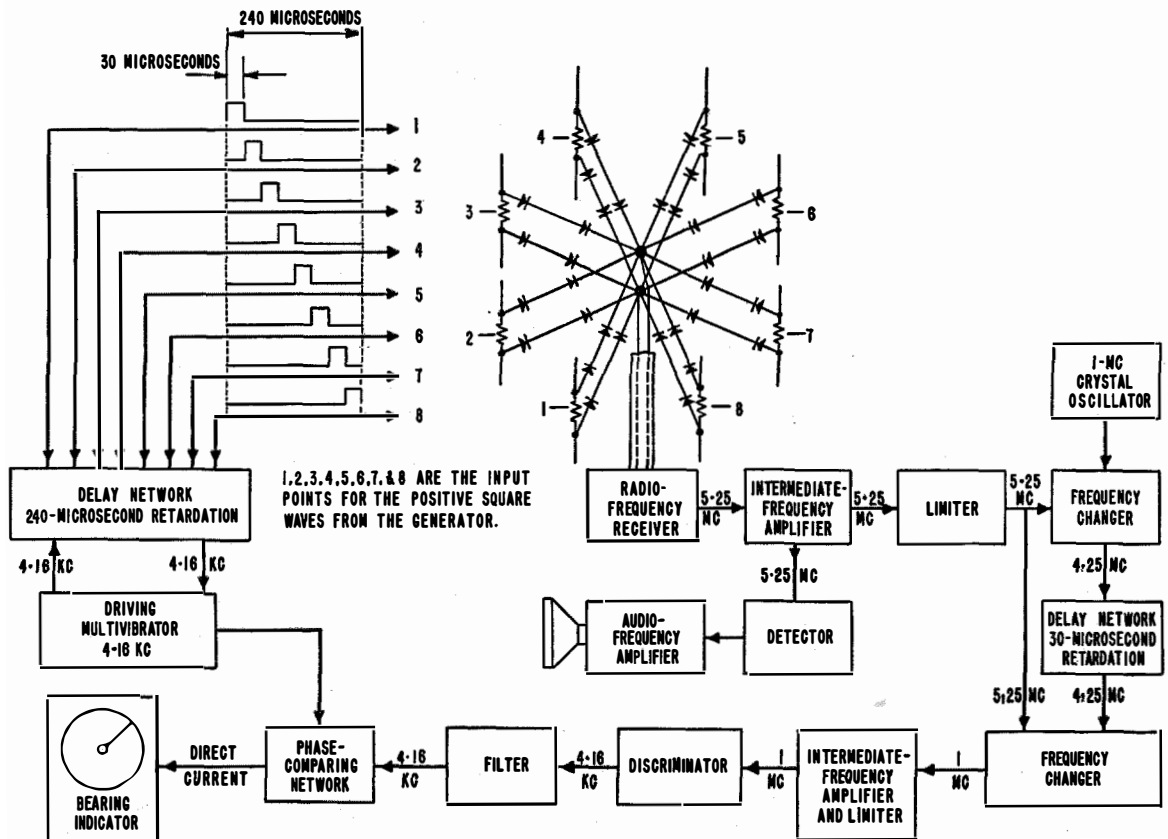 240 MICROSECONDS
30 MICROSECONDS
1
2
3
4
5
6
7
8
4
5
3
6
2
7
1
8
1,2,3,4,5,6,7,& 8 ARE THE INPUT
POINTS FOR THE POSITIVE SQUARE
WAVES FROM THE GENERATOR.
DELAY NETWORK
240-MICROSECOND RETARDATION
4·16 KC
4·16 KC
DRIVING
MULTIVIBRATOR
4·16 KC
RADIO-
FREQUENCY
RECEIVER
5·25
MC
INTERMEDIATE-
FREQUENCY
AMPLIFIER
5·25
MC
LIMITER
5·25
MC
1-MC
CRYSTAL
OSCILLATOR
FREQUENCY
CHANGER
5·25 MC
4·25 MC
AUDIO-
FREQUENCY
AMPLIFIER
DETECTOR
DELAY NETWORK
30-MICROSECOND
RETARDATION
5·25 MC
4·25 MC
BEARING
INDICATOR
DIRECT
CURRENT
PHASE-
COMPARING
NETWORK
4·16
KC
FILTER
4·16
KC
DISCRIMINATOR
1
MC
INTERMEDIATE-
FREQUENCY
AMPLIFIER
AND LIMITER
1
MC
FREQUENCY
CHANGER